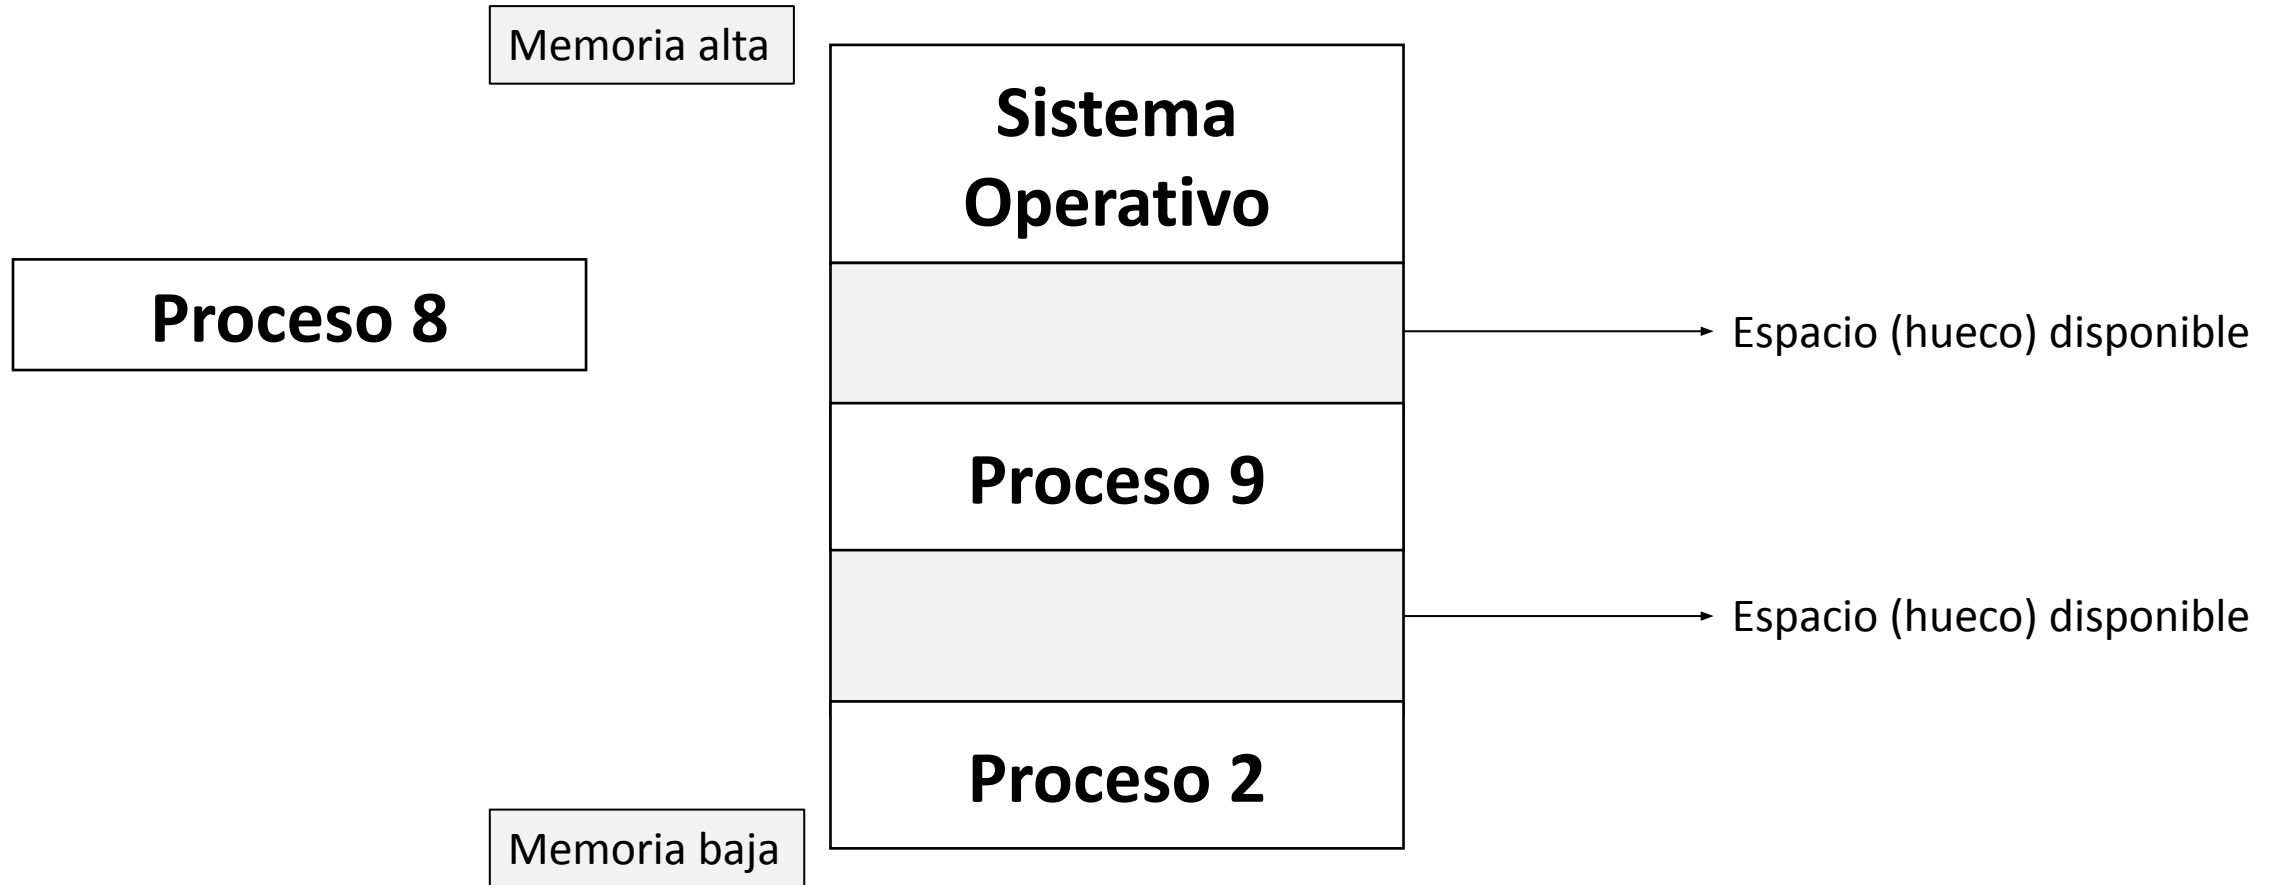 Memoria alta
Sistema
Operativo
Proceso 8
Espacio (hueco) disponible
Proceso 9
Espacio (hueco) disponible
Proceso 2
Memoria baja